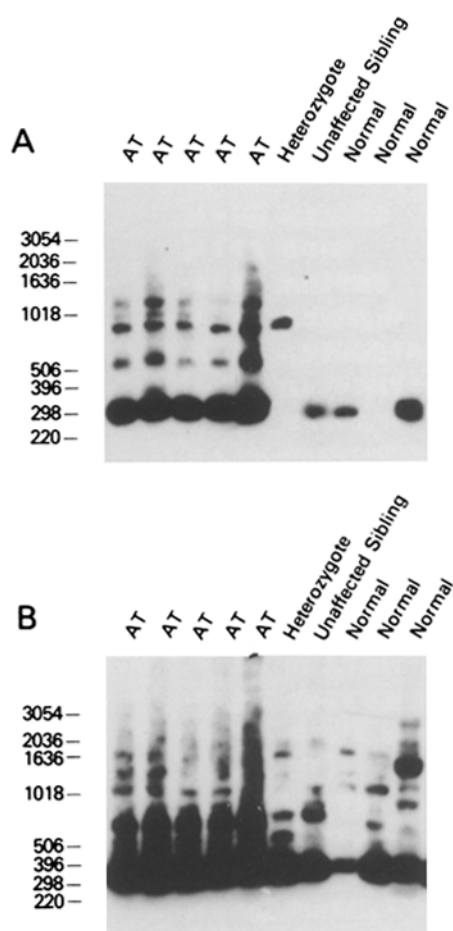 A
AT
AT
AT
AT
AT
Heterozygote
Unaffected Sibling
Normal
Normal
Normal
3054
2036
1636
1018
506
396
298
220
B
AT
AT
AT
AT
AT
Heterozygote
Unaffected Sibling
Normal
Normal
Normal
3054
2036
1636
1018
506
396
298
220